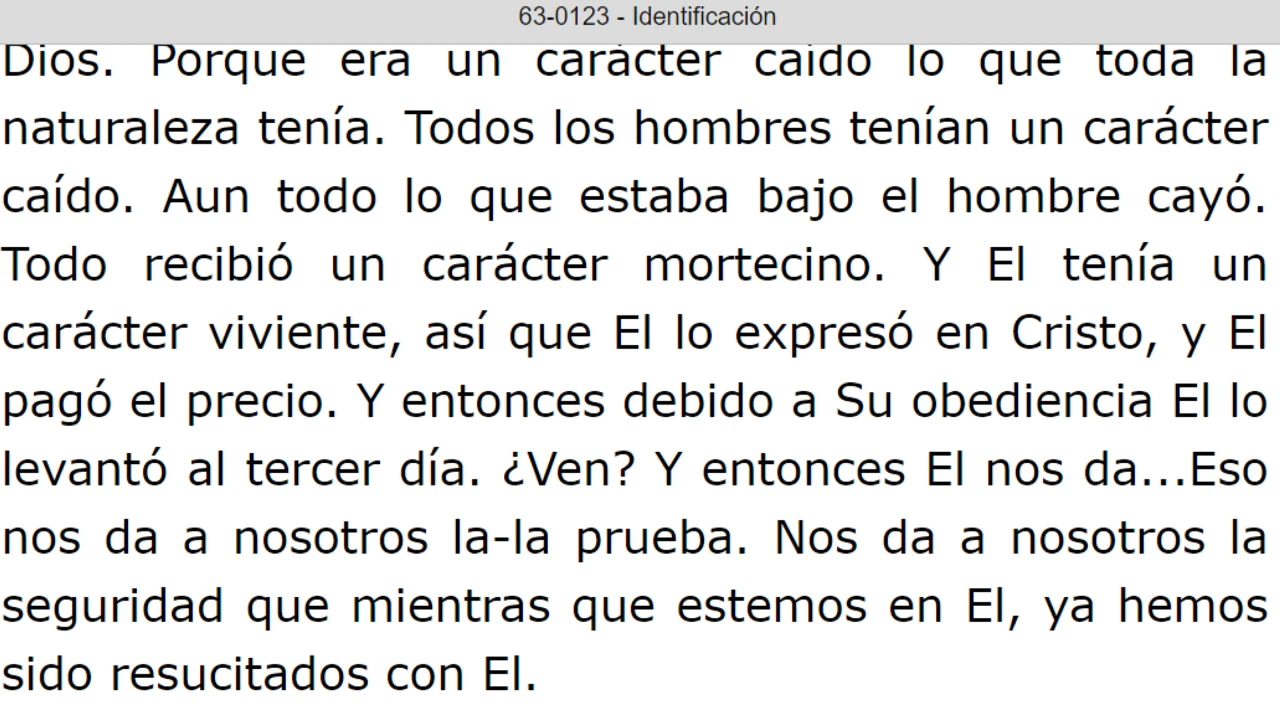 63-0123 - Identificación
Dios. Porque era un carácter caído lo que toda la
naturaleza tenía. Todos los hombres tenían un carácter
caído. Aun todo lo que estaba bajo el hombre cayó.
Todo recibió un carácter mortecino. Y El tenía un
carácter viviente, así que El lo expresó en Cristo, y El
pagó el precio. Y entonces debido a Su obediencia El lo
levantó al tercer día. ¿Ven? Y entonces El nos da...Eso
nos da a nosotros la-la prueba. Nos da a nosotros la
seguridad que mientras que estemos en El, ya hemos
sido resucitados con El.